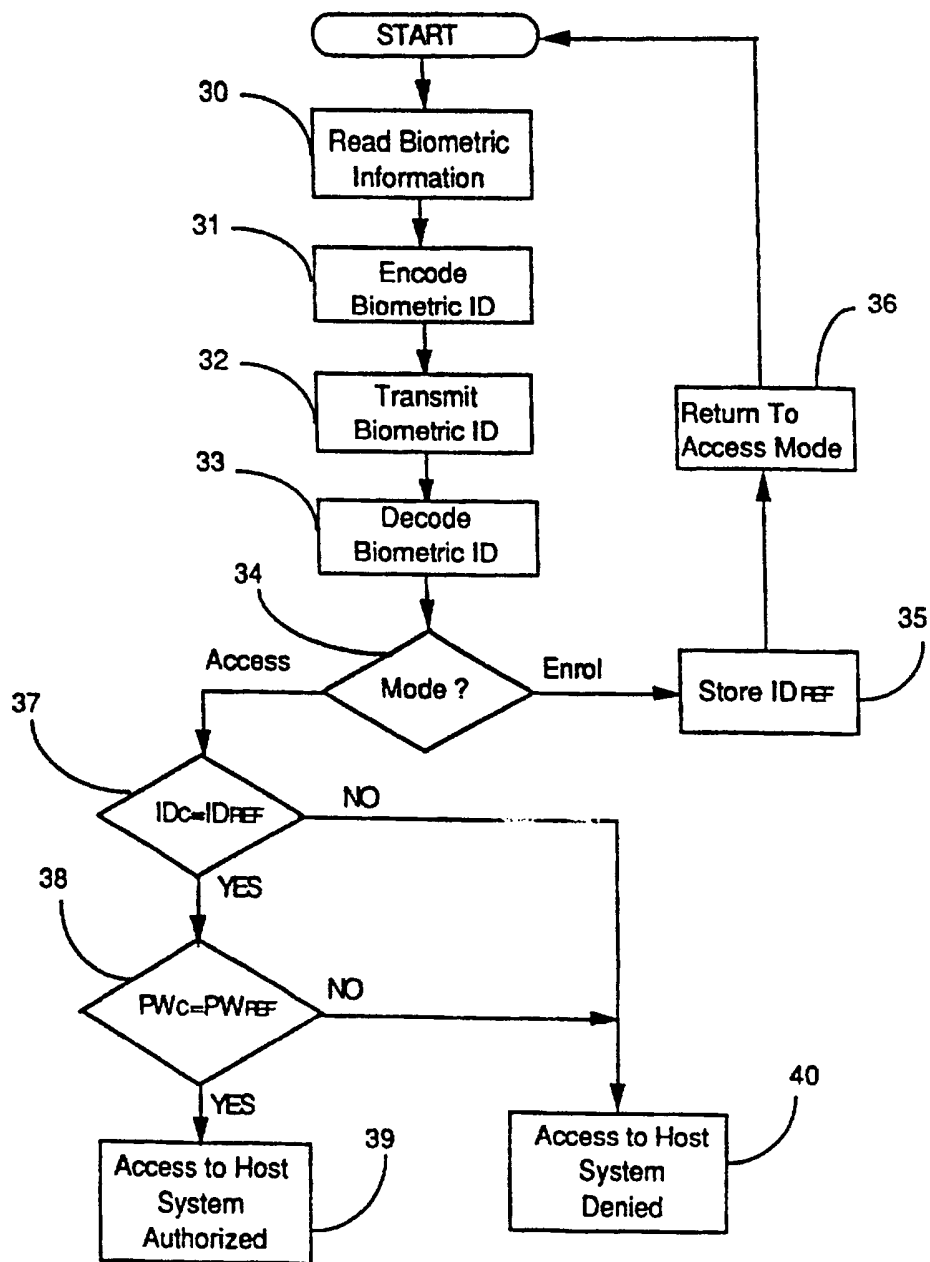 START
30
Read Biometric
Information
31
Encode
Biometric ID
32
Transmit
Biometric ID
33
Decode
Biometric ID
36
Return To
Access Mode
34
Access
Mode ?
Enrol
35
Store IDREF
37
IDC=IDREF
NO
YES
38
PWC=PWREF
NO
YES
39
Access to Host
System
Authorized
40
Access to Host
System
Denied